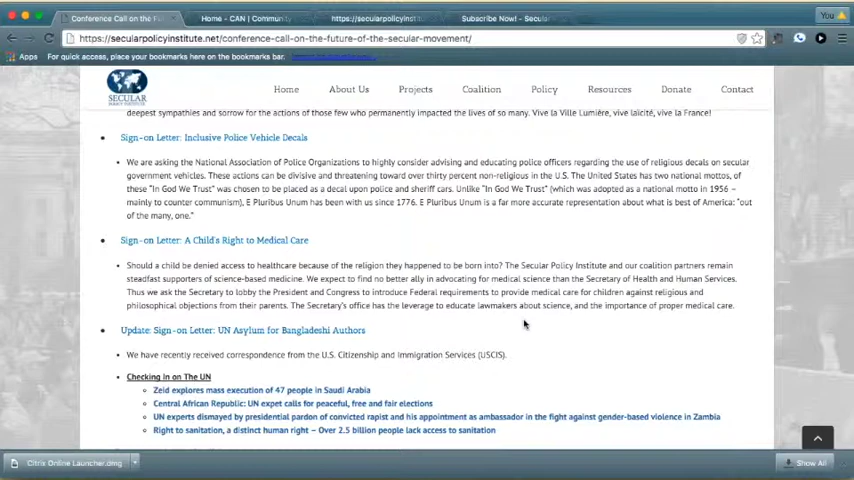 Conference Call on the Fu
Home - CAN | Communit
https://secularpolicyinst
Subscribe Now! - Secula
You
https://secularpolicyinstitute.net/conference-call-on-the-future-of-the-secular-movement/
Apps
For quick access, place your bookmarks here on the bookmarks bar.
SECULAR
POLICY INSTITUTE
Home
About Us
Projects
Coalition
Policy
Resources
Donate
Contact
deepest sympathies and sorrow for the actions of those few who permanently impacted the lives of so many. Vive la Ville Lumière, vive laïcité, vive la France!
Sign-on Letter: Inclusive Police Vehicle Decals
We are asking the National Association of Police Organizations to highly consider advising and educating police officers regarding the use of religious decals on secular
government vehicles. These actions can be divisive and threatening toward over thirty percent non-religious in the U.S. The United States has two national mottos, of
these "In God We Trust" was chosen to be placed as a decal upon police and sheriff cars. Unlike "In God We Trust" (which was adopted as a national motto in 1956 –
mainly to counter communism), E Pluribus Unum has been with us since 1776. E Pluribus Unum is a far more accurate representation about what is best of America: "out
of the many, one."
Sign-on Letter: A Child's Right to Medical Care
Should a child be denied access to healthcare because of the religion they happened to be born into? The Secular Policy Institute and our coalition partners remain
steadfast supporters of science-based medicine. We expect to find no better ally in advocating for medical science than the Secretary of Health and Human Services.
Thus we ask the Secretary to lobby the President and Congress to introduce Federal requirements to provide medical care for children against religious and
philosophical objections from their parents. The Secretary's office has the leverage to educate lawmakers about science, and the importance of proper medical care.
Update: Sign-on Letter: UN Asylum for Bangladeshi Authors
We have recently received correspondence from the U.S. Citizenship and Immigration Services (USCIS).
Checking In on The UN
Zeid explores mass execution of 47 people in Saudi Arabia
Central African Republic: UN expet calls for peaceful, free and fair elections
UN experts dismayed by presidential pardon of convicted rapist and his appointment as ambassador in the fight against gender-based violence in Zambia
Right to sanitation, a distinct human right – Over 2.5 billion people lack access to sanitation
Citrix Online Launcher.dmg
Show All